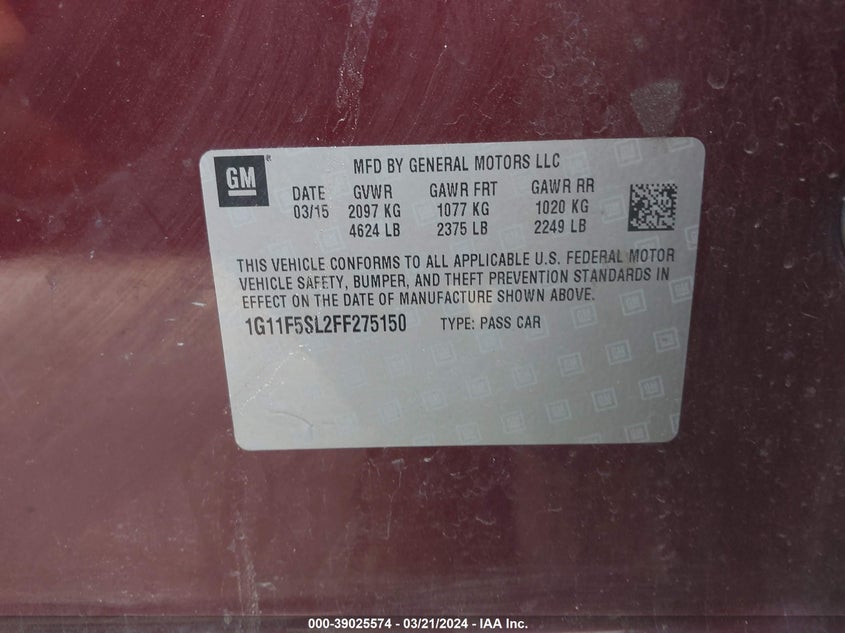 GM®
MFD BY GENERAL MOTORS LLC
DATE GVWR GAWR FRT GAWR RR
03/15 2097 KG 1077 KG 1020 KG
4624 LB 2375 LB 2249 LB
THIS VEHICLE CONFORMS TO ALL APPLICABLE U.S. FEDERAL MOTOR
VEHICLE SAFETY, BUMPER, AND THEFT PREVENTION STANDARDS IN
EFFECT ON THE DATE OF MANUFACTURE SHOWN ABOVE.
1G11F5SL2FF275150 TYPE: PASS CAR
000-39025574 - 03/21/2024 - IAA Inc.